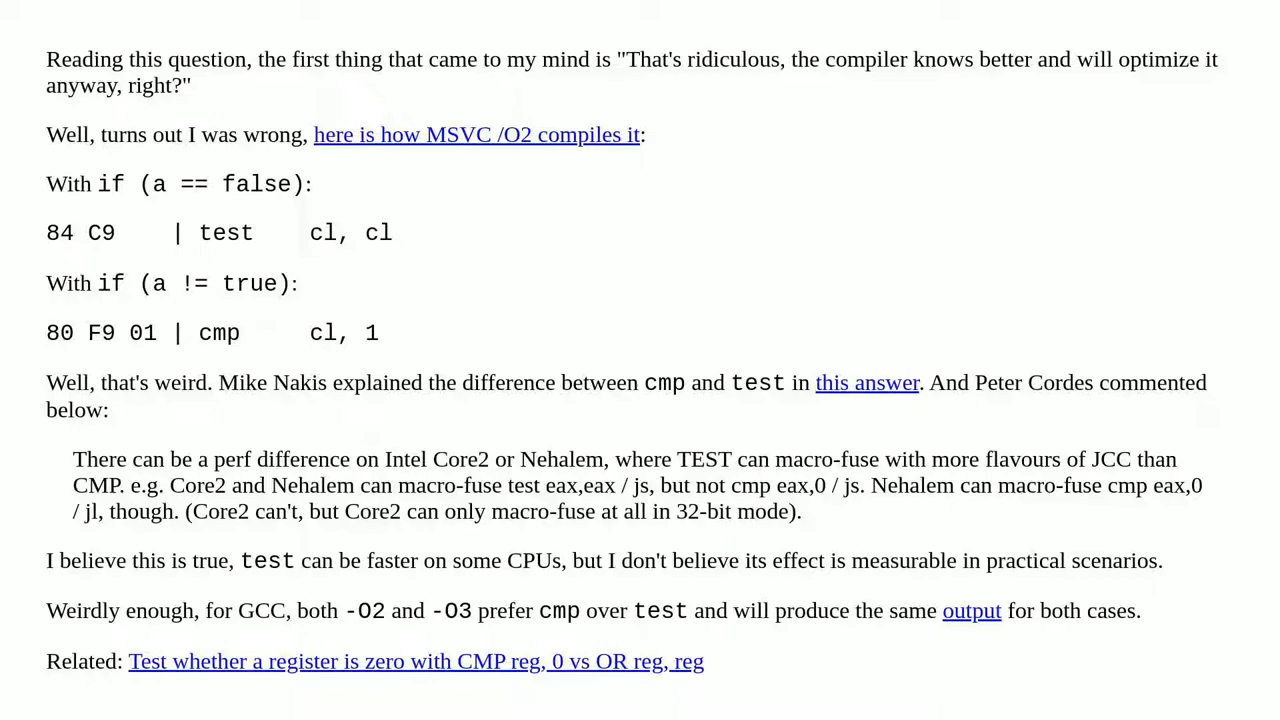 Reading this question, the first thing that came to my mind is "That's ridiculous, the compiler knows better and will optimize it
anyway, right?"
Well, turns out I was wrong, here is how MSVC /O2 compiles it:
With if (a == false):
84 C9    | test    cl, cl
With if (a != true):
80 F9 01 | cmp     cl, 1
Well, that's weird. Mike Nakis explained the difference between cmp and test in this answer. And Peter Cordes commented
below:
There can be a perf difference on Intel Core2 or Nehalem, where TEST can macro-fuse with more flavours of JCC than
CMP. e.g. Core2 and Nehalem can macro-fuse test eax,eax / js, but not cmp eax,0 / js. Nehalem can macro-fuse cmp eax,0
/ jl, though. (Core2 can't, but Core2 can only macro-fuse at all in 32-bit mode).
I believe this is true, test can be faster on some CPUs, but I don't believe its effect is measurable in practical scenarios.
Weirdly enough, for GCC, both -O2 and -O3 prefer cmp over test and will produce the same output for both cases.
Related: Test whether a register is zero with CMP reg, 0 vs OR reg, reg